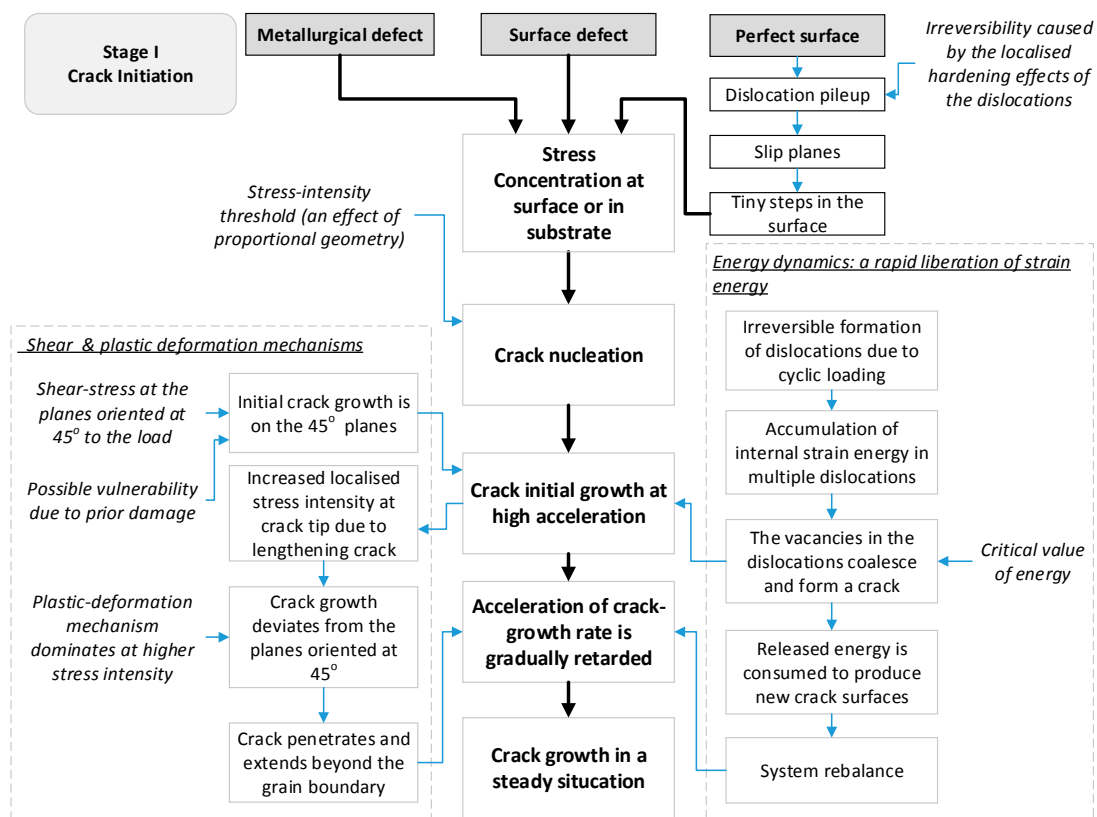 Stage I
Crack Initiation
Metallurgical defect
Surface defect
Perfect surface
Irreversibility caused
by the localised
hardening effects of
the dislocations
Dislocation pileup
Slip planes
Tiny steps in the
surface
Stress
Concentration at
surface or in
substrate
Stress-intensity
threshold (an effect of
proportional geometry)
Crack nucleation
Shear & plastic deformation mechanisms
Shear-stress at the
planes oriented at
45° to the load
Initial crack growth is
on the 45° planes
Possible vulnerability
due to prior damage
Increased localised
stress intensity at
crack tip due to
lengthening crack
Plastic-deformation
mechanism
dominates at higher
stress intensity
Crack growth
deviates from the
planes oriented at
45°
Crack penetrates and
extends beyond the
grain boundary
Crack initial growth at
high acceleration
Acceleration of crack-
growth rate is
gradually retarded
Crack growth in a
steady situcation
Energy dynamics: a rapid liberation of strain
energy
Irreversible formation
of dislocations due to
cyclic loading
Accumulation of
internal strain energy in
multiple dislocations
The vacancies in the
dislocations coalesce
and form a crack
Critical value
of energy
Released energy is
consumed to produce
new crack surfaces
System rebalance